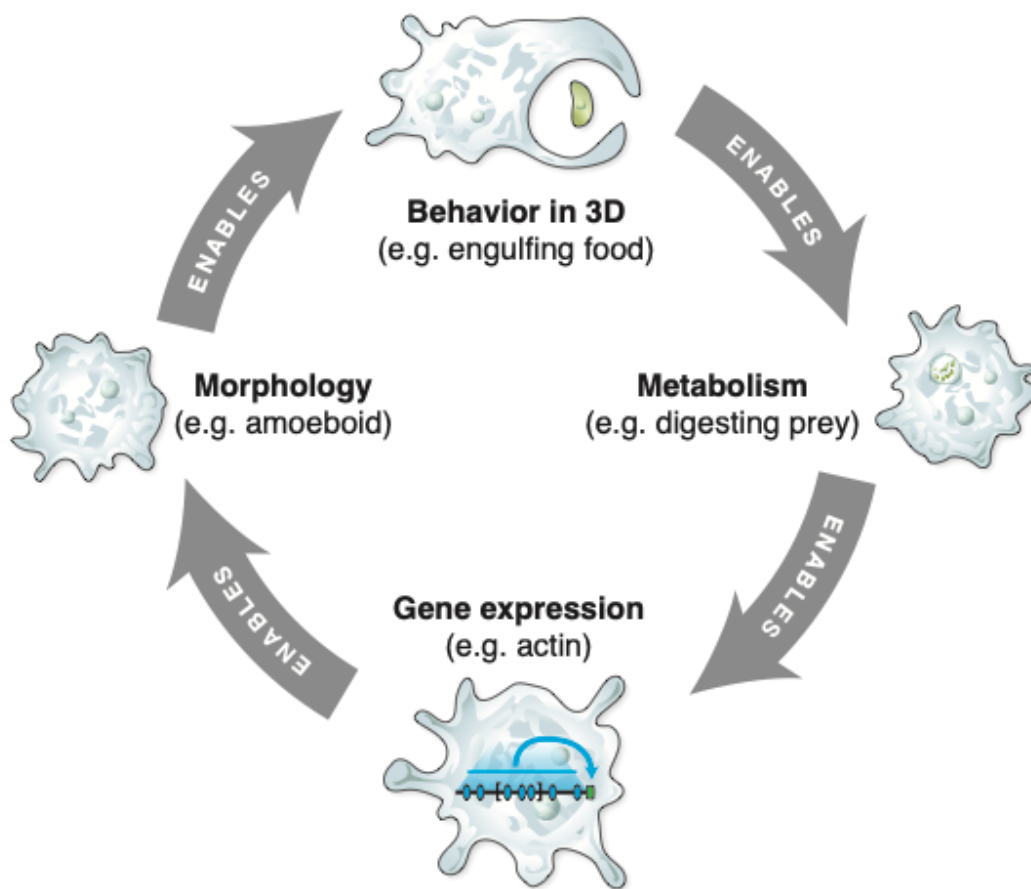 Behavior in 3D
(e.g. engulfing food)
ENABLES
ENABLES
Morphology
(e.g. amoeboid)
Metabolism
(e.g. digesting prey)
ENABLES
ENABLES
Gene expression
(e.g. actin)
[ ]